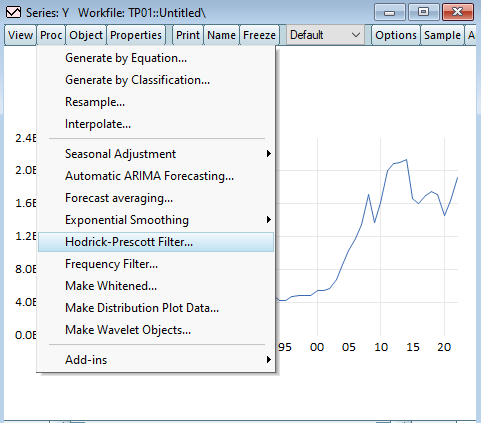 Series: Y   Workfile: TP01::Untitled\
View Proc Object Properties Print Name Freeze Default Options Sample
Generate by Equation...
Generate by Classification...
Resample...
Interpolate...
Seasonal Adjustment
Automatic ARIMA Forecasting...
Forecast averaging...
Exponential Smoothing
Hodrick-Prescott Filter...
Frequency Filter...
Make Whitened...
Make Distribution Plot Data...
Make Wavelet Objects...
Add-ins
2.4E
2.0E
1.6E
1.2E
8.0E
4.0E
0.0E
95 00 05 10 15 20